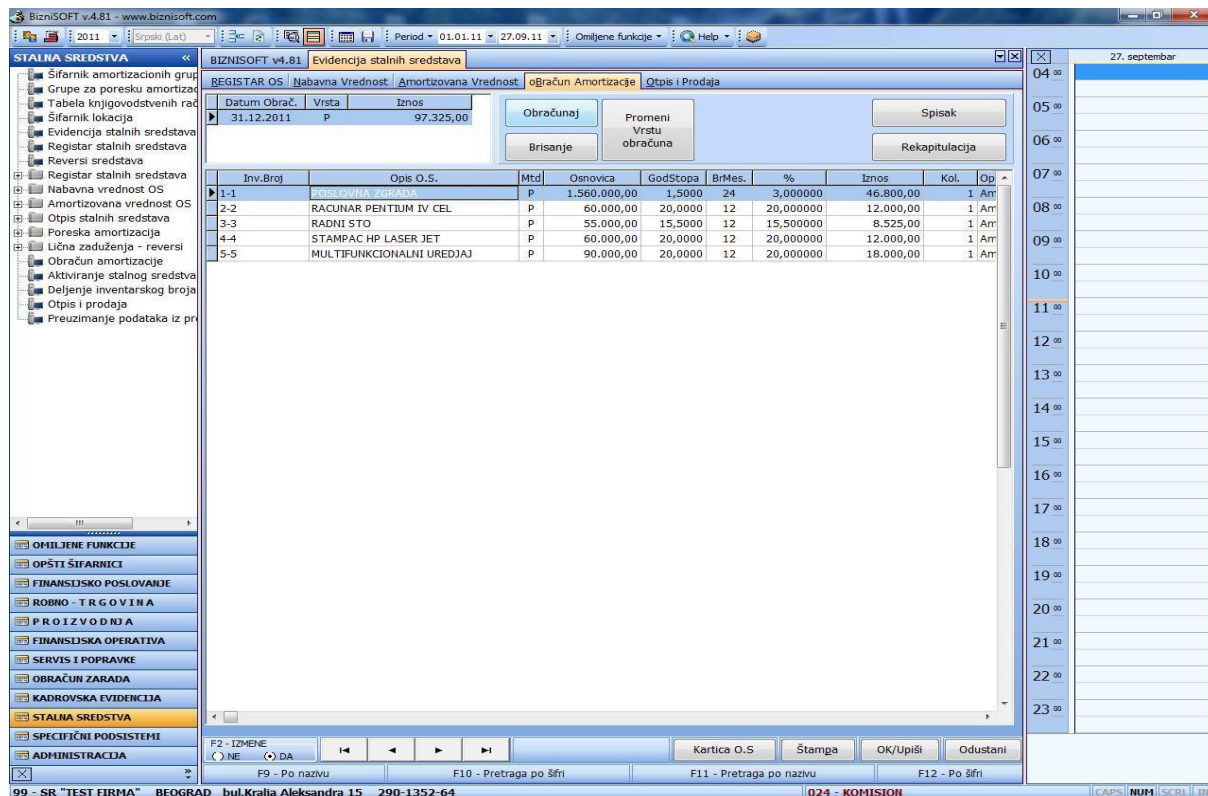 BizniSOFT v.4.81 - www.biznisoft.com
2011 Srpski (Lat) Period 01.01.11 27.09.11 Omiljene funkcije Help
STALNA SREDSTVA «
Šifarnik amortizacionih grup
Grupe za poresku amortizac
Tabela knjigovodstvenih rač
Šifarnik lokacija
Evidencija stalnih sredstava
Registar stalnih sredstava
Reversi sredstava
Registar stalnih sredstava
Nabavna vrednost OS
Amortizovana vrednost OS
Otpis stalnih sredstava
Poreska amortizacija
Lična zaduženja - reversi
Obračun amortizacije
Aktiviranje stalnog sredstva
Deljenje inventarskog broja
Otpis i prodaja
Preuzimanje podataka iz pr
OMILJENE FUNKCIJE
OPŠTI ŠIFARNICI
FINANSIJSKO POSLOVANJE
ROBNO - T R G O V I N A
P R O I Z V O D NJ A
FINANSIJSKA OPERATIVA
SERVIS I POPRAVKE
OBRAČUN ZARADA
KADROVSKA EVIDENCIJA
STALNA SREDSTVA
SPECIFIČNI PODSISTEMI
ADMINISTRACIJA
BIZNISOFT v4.81 Evidencija stalnih sredstava
REGISTAR OS Nabavna Vrednost Amortizovana Vrednost oBračun Amortizacije Otpis i Prodaja
Datum Obrač. Vrsta Iznos
31.12.2011 P 97.325,00
Obračunaj
Brisanje
Promeni
Vrstu
obračuna
Spisak
Rekapitulacija
Inv.Broj Opis O.S. Mtd Osnovica GodStopa BrMes. % Iznos Kol. Op
1-1 POSLOVNA ZGRADA P 1.560.000,00 1,5000 24 3,000000 46.800,00 1 Am
2-2 RACUNAR PENTIUM IV CEL P 60.000,00 20,0000 12 20,000000 12.000,00 1 Am
3-3 RADNI STO P 55.000,00 15,5000 12 15,500000 8.525,00 1 Am
4-4 STAMPAC HP LASER JET P 60.000,00 20,0000 12 20,000000 12.000,00 1 Am
5-5 MULTIFUNKCIONALNI UREDJAJ P 90.000,00 20,0000 12 20,000000 18.000,00 1 Am
F2 - IZMENE
NE DA
Kartica O.S Štampa OK/Upiši Odustani
F9 - Po nazivu F10 - Pretraga po šifri F11 - Pretraga po nazivu F12 - Po šifri
27. septembar
04 00
05 00
06 00
07 00
08 00
09 00
10 00
11 00
12 00
13 00
14 00
15 00
16 00
17 00
18 00
19 00
20 00
21 00
22 00
23 00
99 - SR "TEST FIRMA" BEOGRAD bul.Kralja Aleksandra 15 290-1352-64 024 - KOMISION CAPS NUM SCRL IN